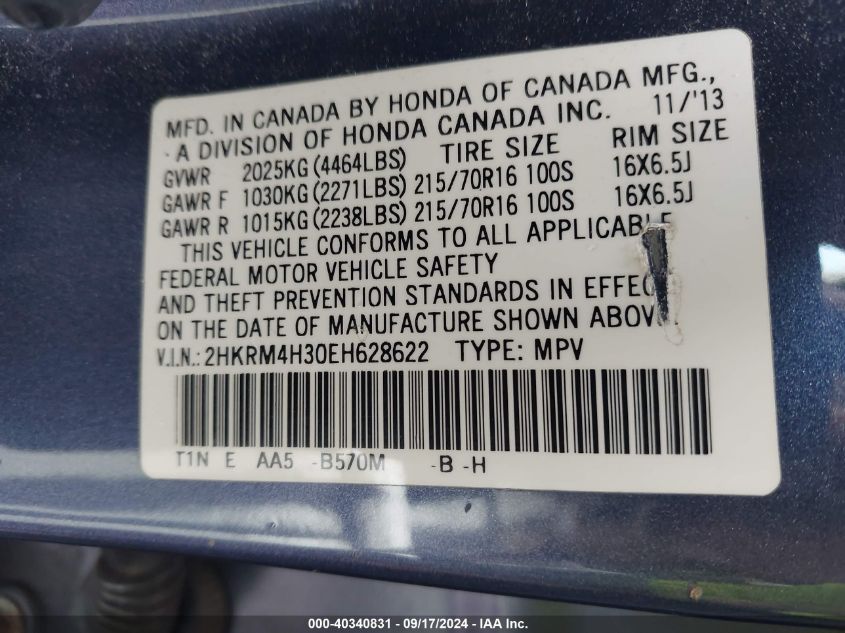 MFD. IN CANADA BY HONDA OF CANADA MFG.,
A DIVISION OF HONDA CANADA INC. 11/'13
GVWR 2025KG (4464LBS) TIRE SIZE RIM SIZE
GAWR F 1030KG (2271LBS) 215/70R16 100S 16X6.5J
GAWR R 1015KG (2238LBS) 215/70R16 100S 16X6.5J
THIS VEHICLE CONFORMS TO ALL APPLICABLE
FEDERAL MOTOR VEHICLE SAFETY
AND THEFT PREVENTION STANDARDS IN EFFECT
ON THE DATE OF MANUFACTURE SHOWN ABOVE.
V.I.N.: 2HKRM4H30EH628622 TYPE: MPV
T1N E AA5 -B570M -B -H
000-40340831 - 09/17/2024 - IAA Inc.